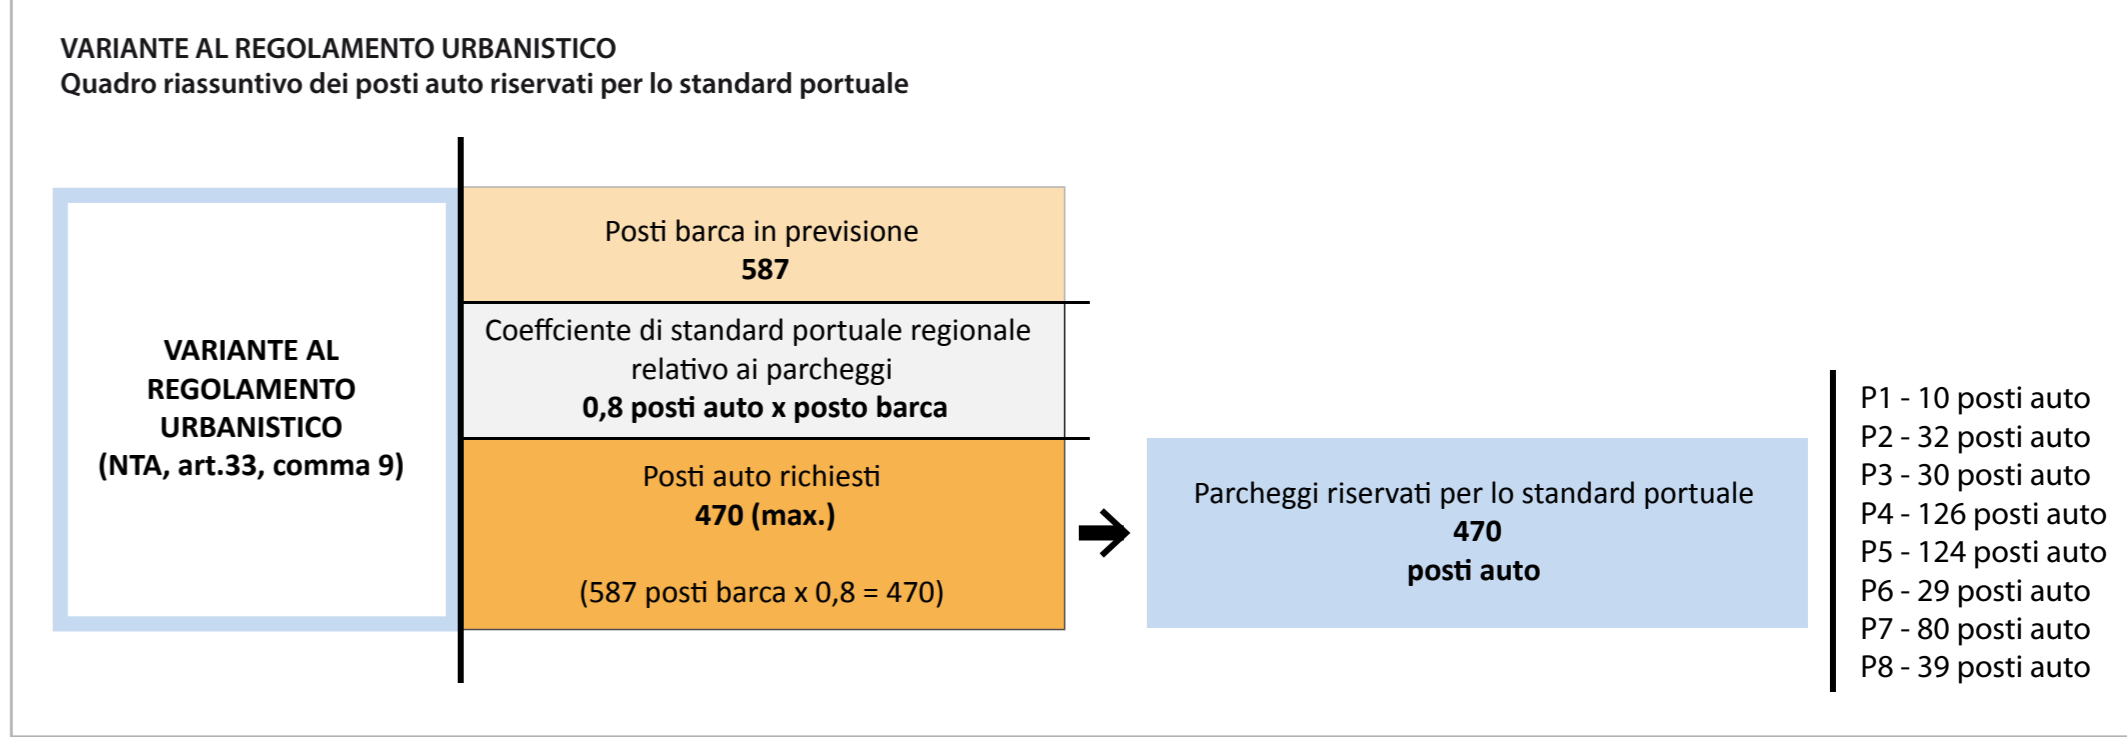 VARIANTE AL REGOLAMENTO URBANISTICO
Quadro riassuntivo dei posti auto riservati per lo standard portuale
VARIANTE AL
REGOLAMENTO
URBANISTICO
(NTA, art.33, comma 9)
Posti barca in previsione
587
Coeffciente di standard portuale regionale
relativo ai parcheggi
0,8 posti auto x posto barca
Posti auto richiesti
470 (max.)
(587 posti barca x 0,8 = 470)
Parcheggi riservati per lo standard portuale
470
posti auto
P1 - 10 posti auto
P2 - 32 posti auto
P3 - 30 posti auto
P4 - 126 posti auto
P5 - 124 posti auto
P6 - 29 posti auto
P7 - 80 posti auto
P8 - 39 posti auto